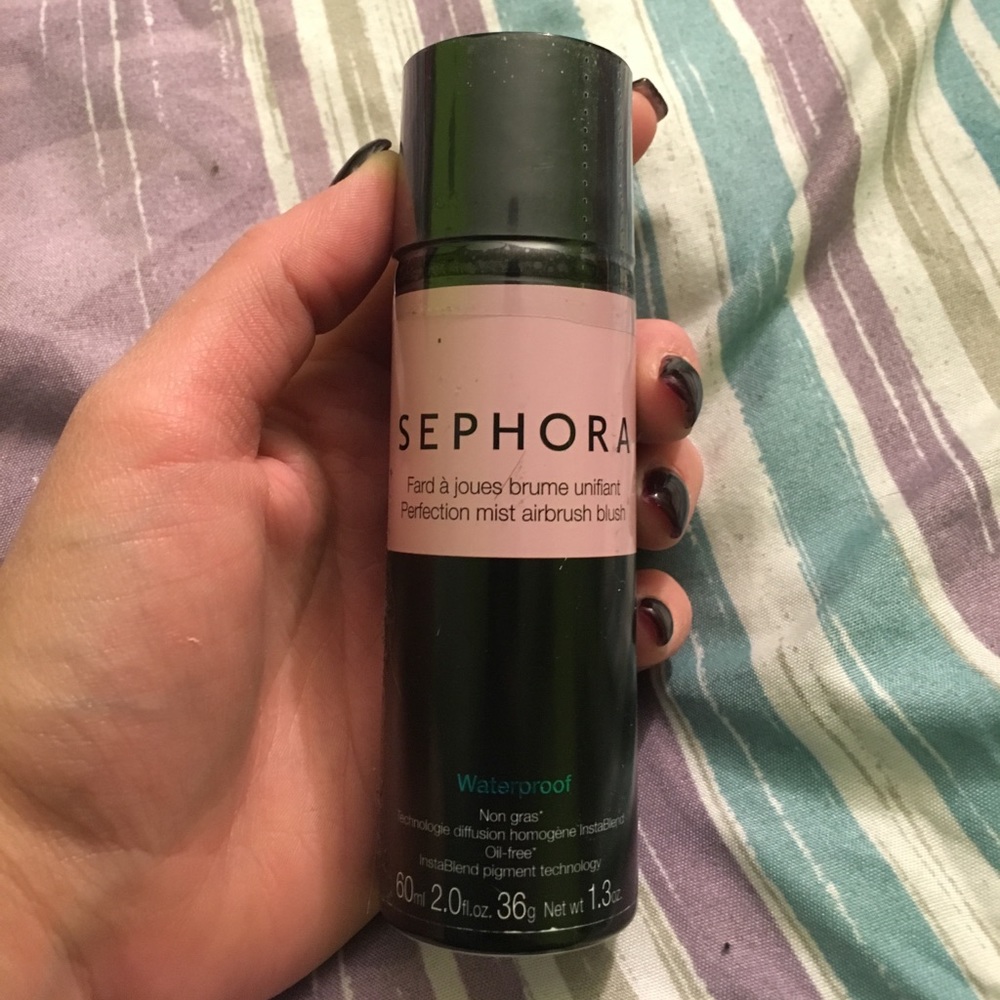 SEPHORA
Fard à joues brume unifiant
Perfection mist airbrush blush
Waterproof
Non gras*
Technologie diffusion homogène InstaBlend
Oil-free*
InstaBlend pigment technology
60ml 2.0fl.oz. 36g Net wt 1.3oz.